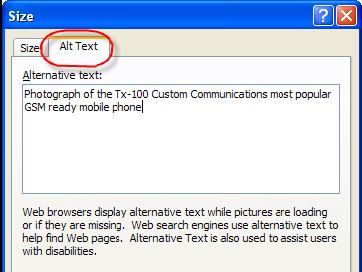 Size
Size
Alt Text
Alternative text:
Photograph of the Tx-100 Custom Communications most popular
GSM ready mobile phone
Web browsers display alternative text while pictures are loading
or if they are missing.  Web search engines use alternative text to
help find Web pages.  Alternative Text is also used to assist users
with disabilities.